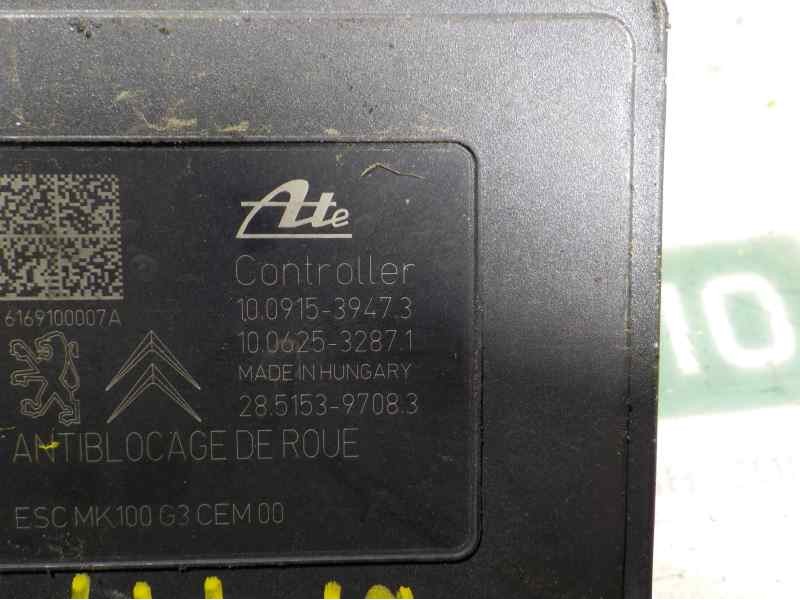 Ate
Controller
10.0915-3947.3
6169100007A
10.0625-3287.1
MADE IN HUNGARY
28.5153-9708.3
ANTIBLOCAGE DE ROUE
ESC MK100 G3 CEM 00